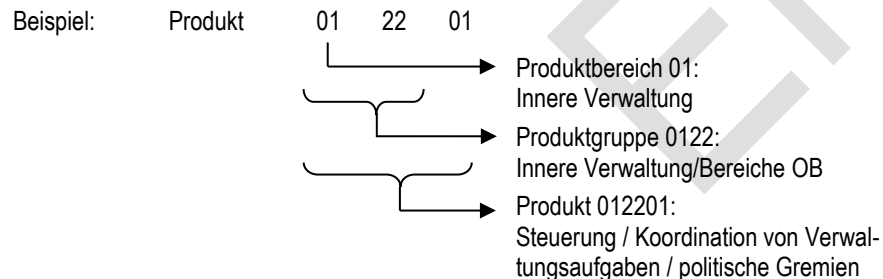 Beispiel: Produkt 01 22 01
Produktbereich 01:
Innere Verwaltung
Produktgruppe 0122:
Innere Verwaltung/Bereiche OB
Produkt 012201:
Steuerung / Koordination von Verwal-
tungsaufgaben / politische Gremien